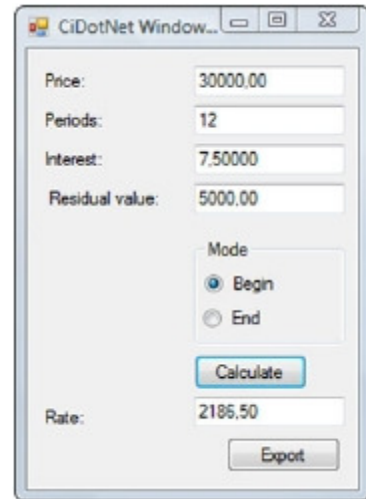 CiDotNet Window...
Price: 30000,00
Periods: 12
Interest: 7,50000
Residual value: 5000,00
Mode
Begin
End
Calculate
Rate: 2186,50
Export